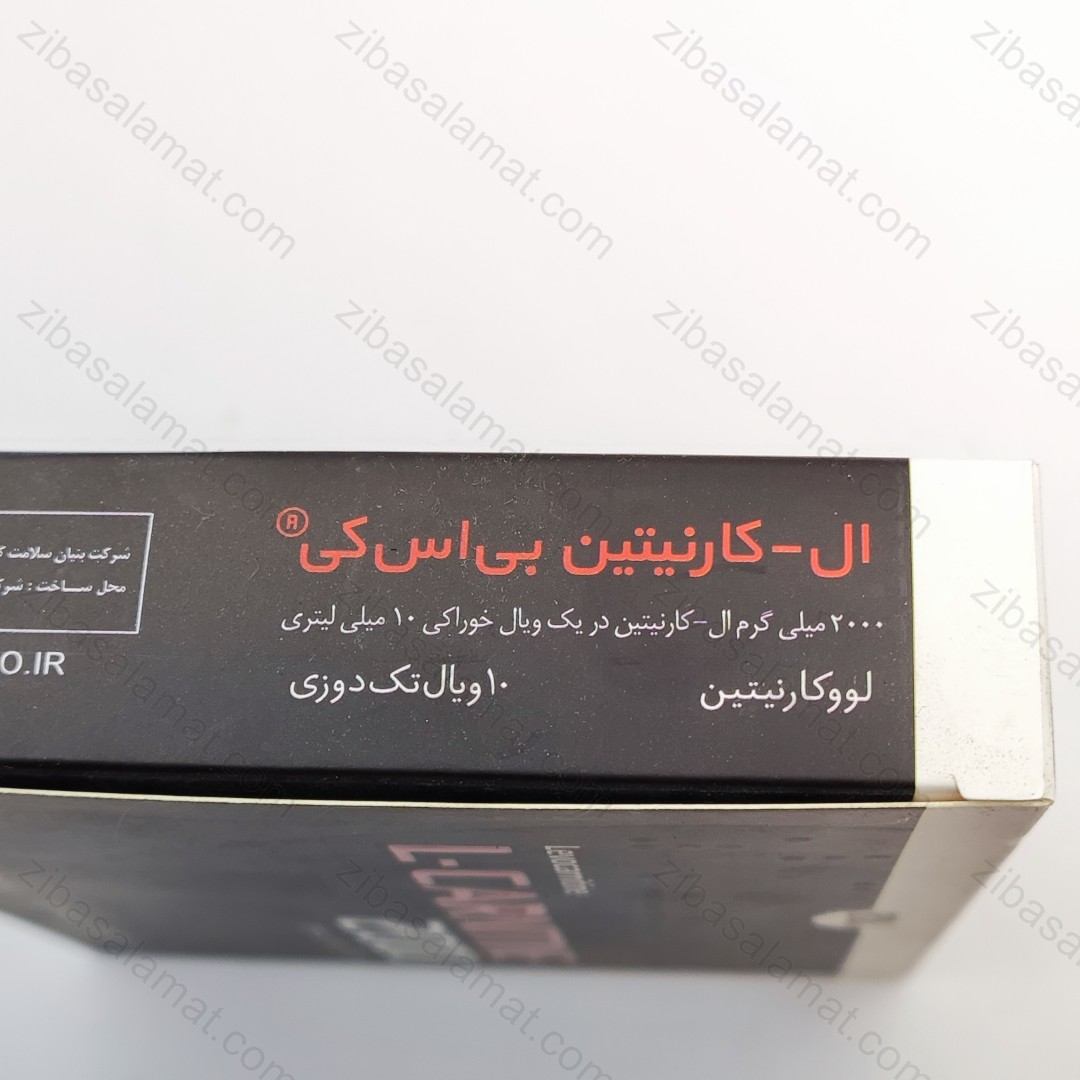 ال-کارنیتین بی‌اس‌کی®
۲۰۰۰ میلی گرم ال-کارنیتین در یک ویال خوراکی ۱۰ میلی لیتری
لووکارنیتین
۱۰ ویال تک دوزی
شرکت بنیان سلامت
محل ساخت :
O.IR
Levocarnitine
zibasalamat.com